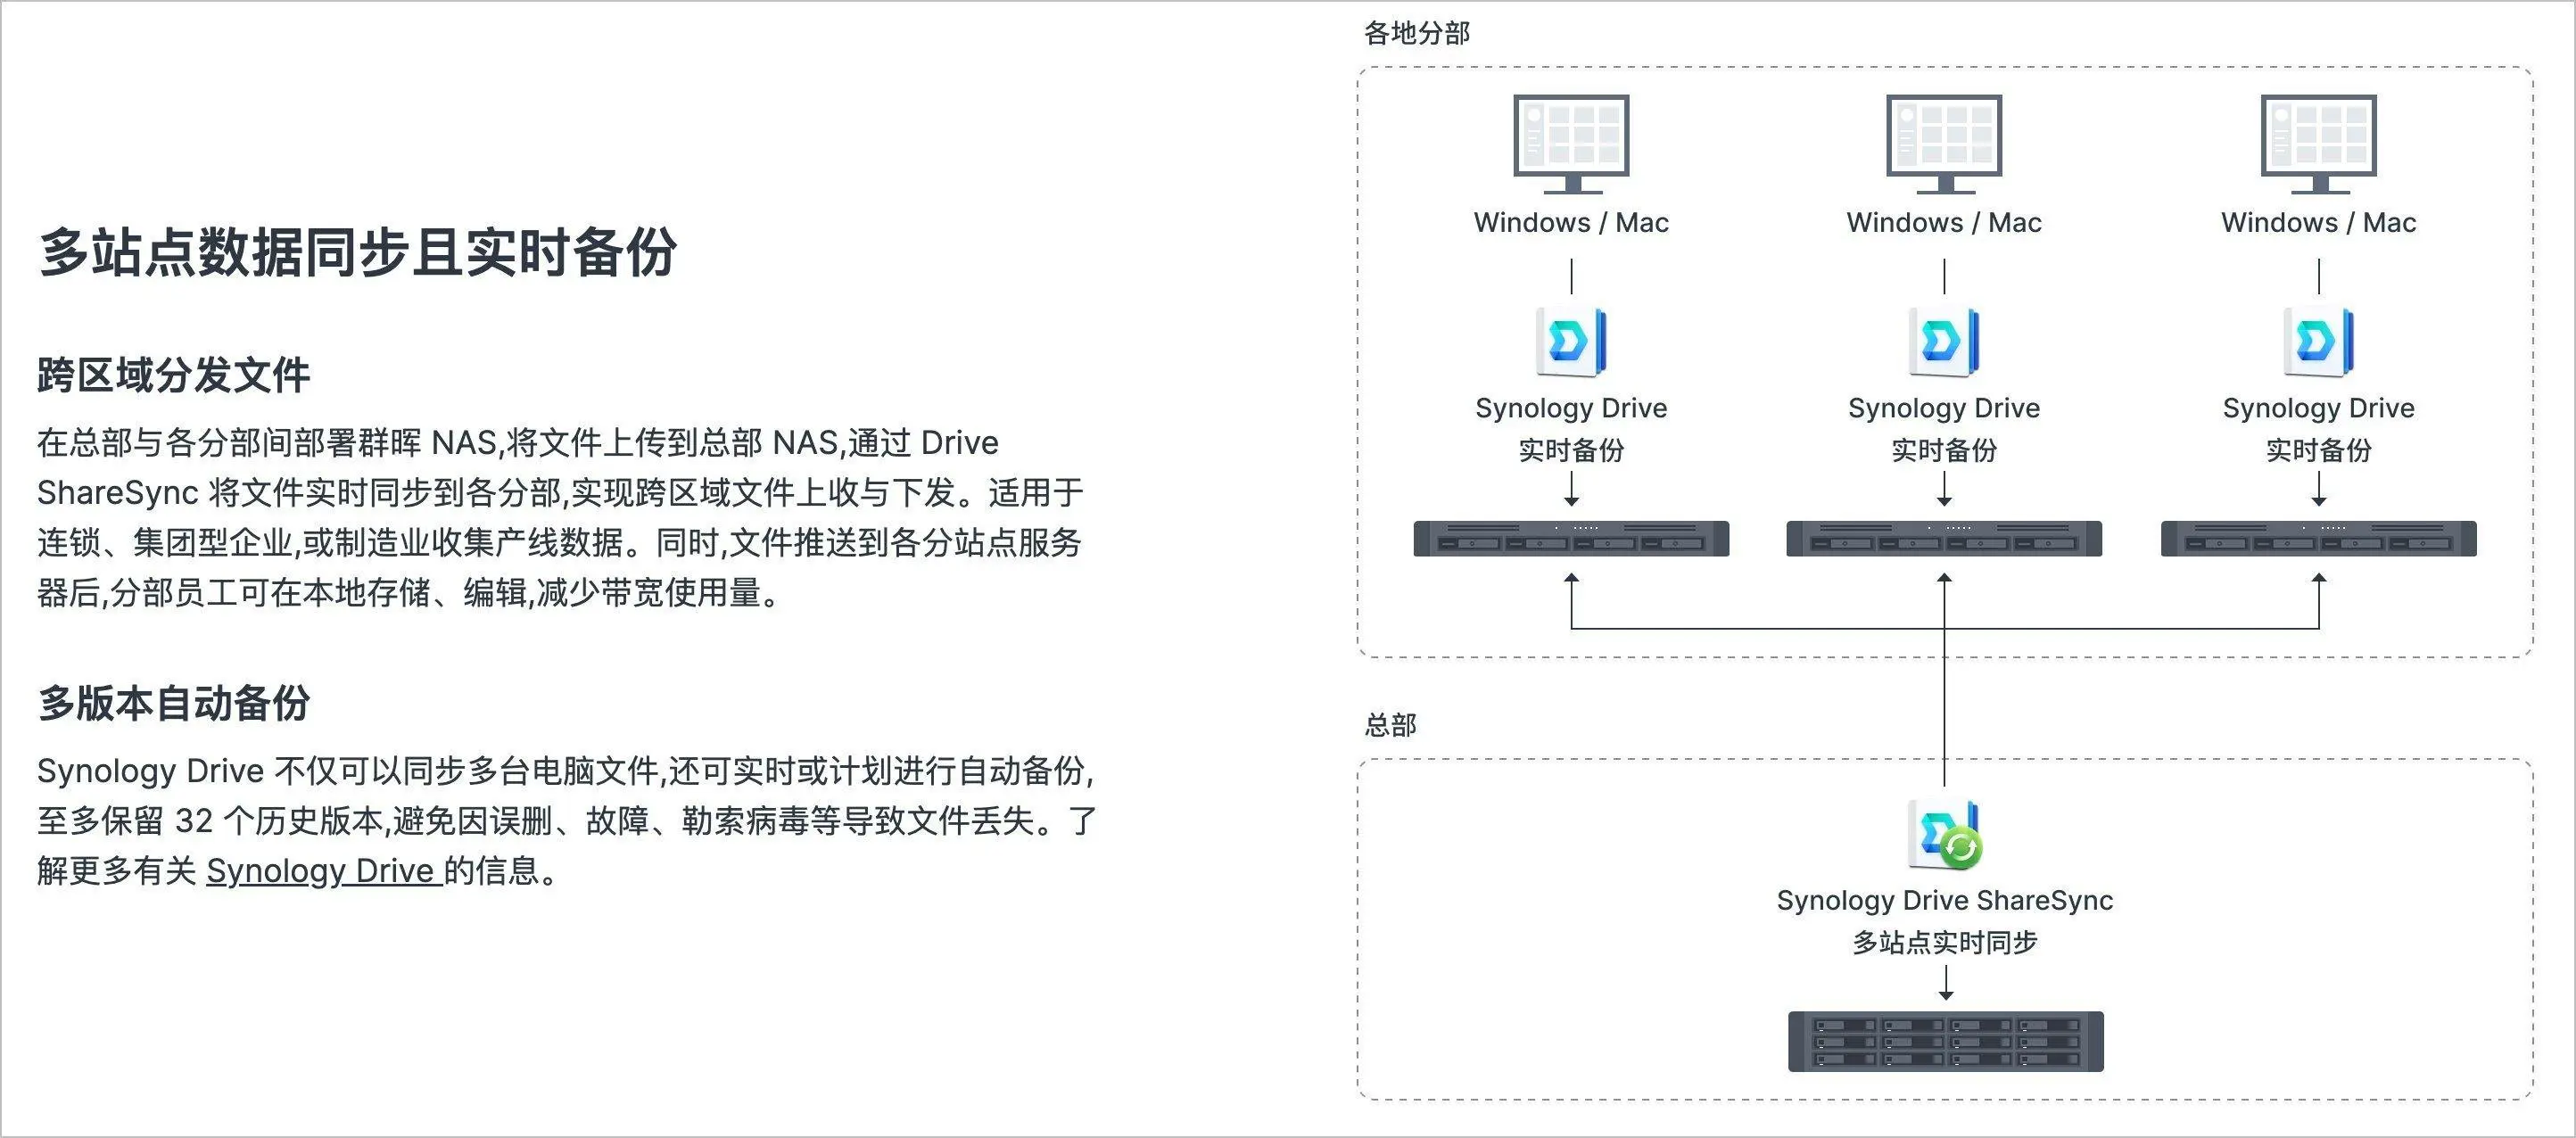 多站点数据同步且实时备份
跨区域分发文件
在总部与各分部间部署群晖 NAS,将文件上传到总部 NAS,通过 Drive
ShareSync 将文件实时同步到各分部,实现跨区域文件上收与下发。适用于
连锁、集团型企业,或制造业收集产线数据。同时,文件推送到各分站点服务
器后,分部员工可在本地存储、编辑,减少带宽使用量。
多版本自动备份
Synology Drive 不仅可以同步多台电脑文件,还可实时或计划进行自动备份,
至多保留 32 个历史版本,避免因误删、故障、勒索病毒等导致文件丢失。了
解更多有关 Synology Drive 的信息。
各地分部
Windows / Mac
Windows / Mac
Windows / Mac
Synology Drive
实时备份
Synology Drive
实时备份
Synology Drive
实时备份
总部
Synology Drive ShareSync
多站点实时同步